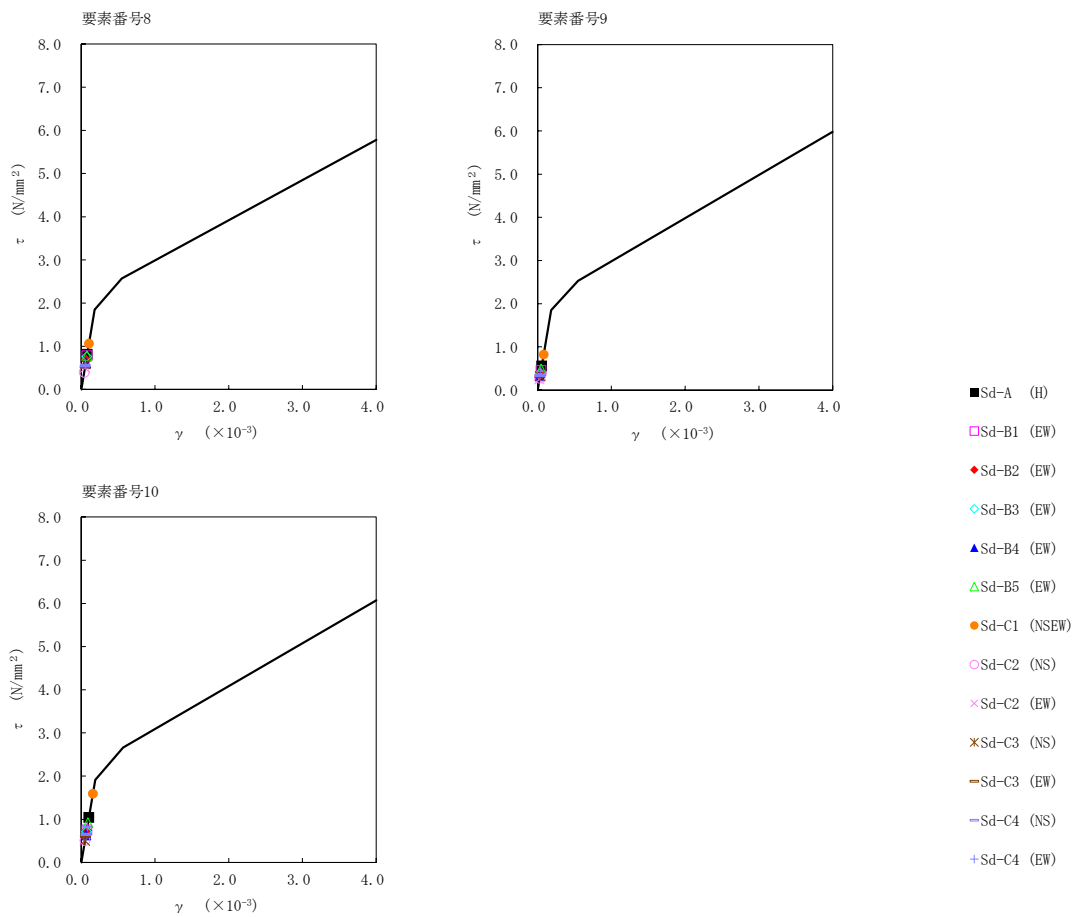 要素番号8
8.0
7.0
6.0
5.0
4.0
3.0
2.0
1.0
0.0
τ (N/mm²)
0.0 1.0 2.0 3.0 4.0
γ (×10⁻³)
要素番号9
8.0
7.0
6.0
5.0
4.0
3.0
2.0
1.0
0.0
τ (N/mm²)
0.0 1.0 2.0 3.0 4.0
γ (×10⁻³)
要素番号10
8.0
7.0
6.0
5.0
4.0
3.0
2.0
1.0
0.0
τ (N/mm²)
0.0 1.0 2.0 3.0 4.0
γ (×10⁻³)
Sd-A (H)
Sd-B1 (EW)
Sd-B2 (EW)
Sd-B3 (EW)
Sd-B4 (EW)
Sd-B5 (EW)
Sd-C1 (NSEW)
Sd-C2 (NS)
Sd-C2 (EW)
Sd-C3 (NS)
Sd-C3 (EW)
Sd-C4 (NS)
Sd-C4 (EW)